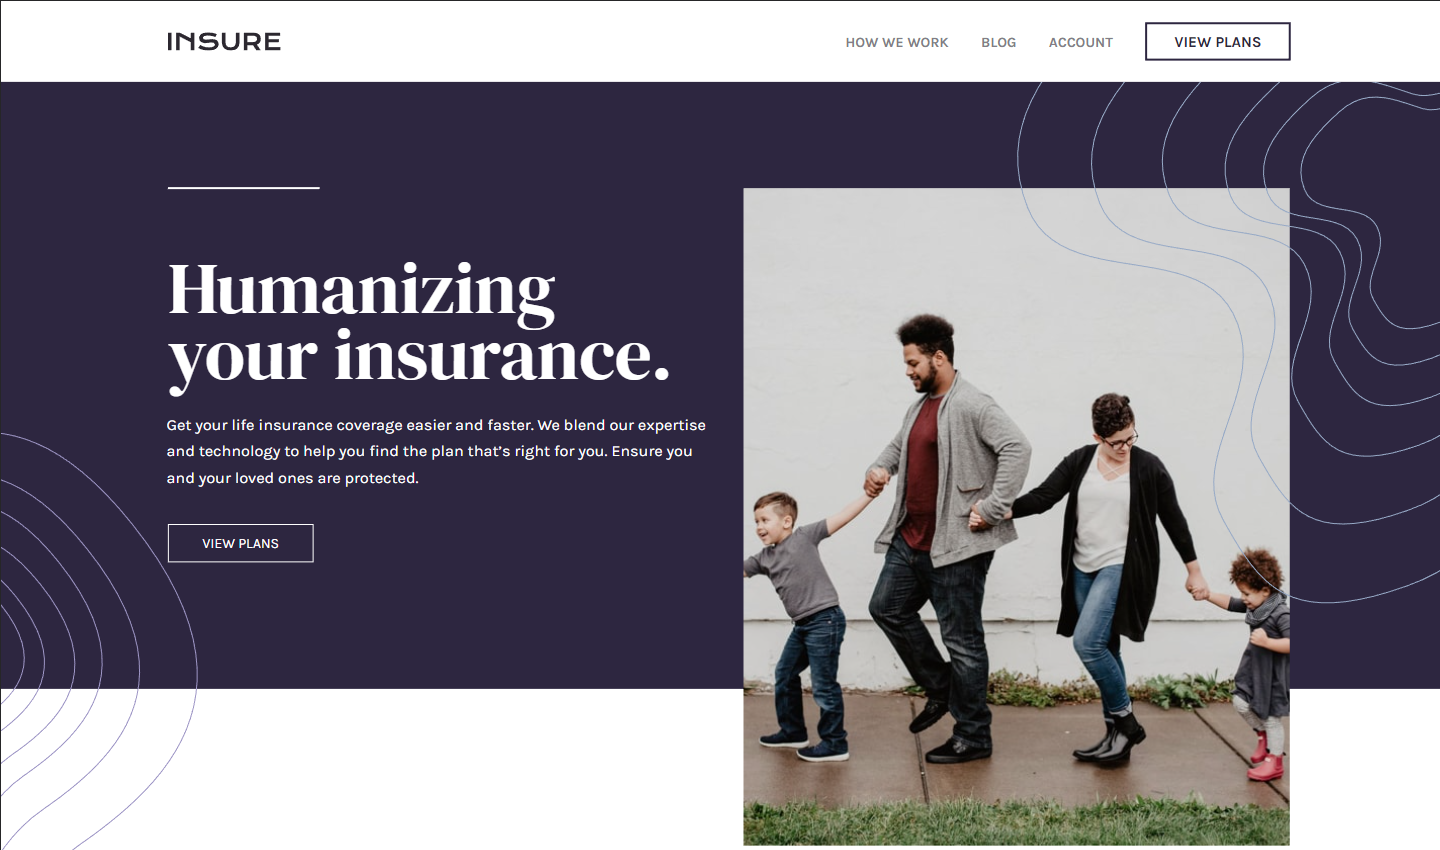 INSURE
HOW WE WORK
BLOG
ACCOUNT
VIEW PLANS
Humanizing
your insurance.
Get your life insurance coverage easier and faster. We blend our expertise
and technology to help you find the plan that’s right for you. Ensure you
and your loved ones are protected.
VIEW PLANS